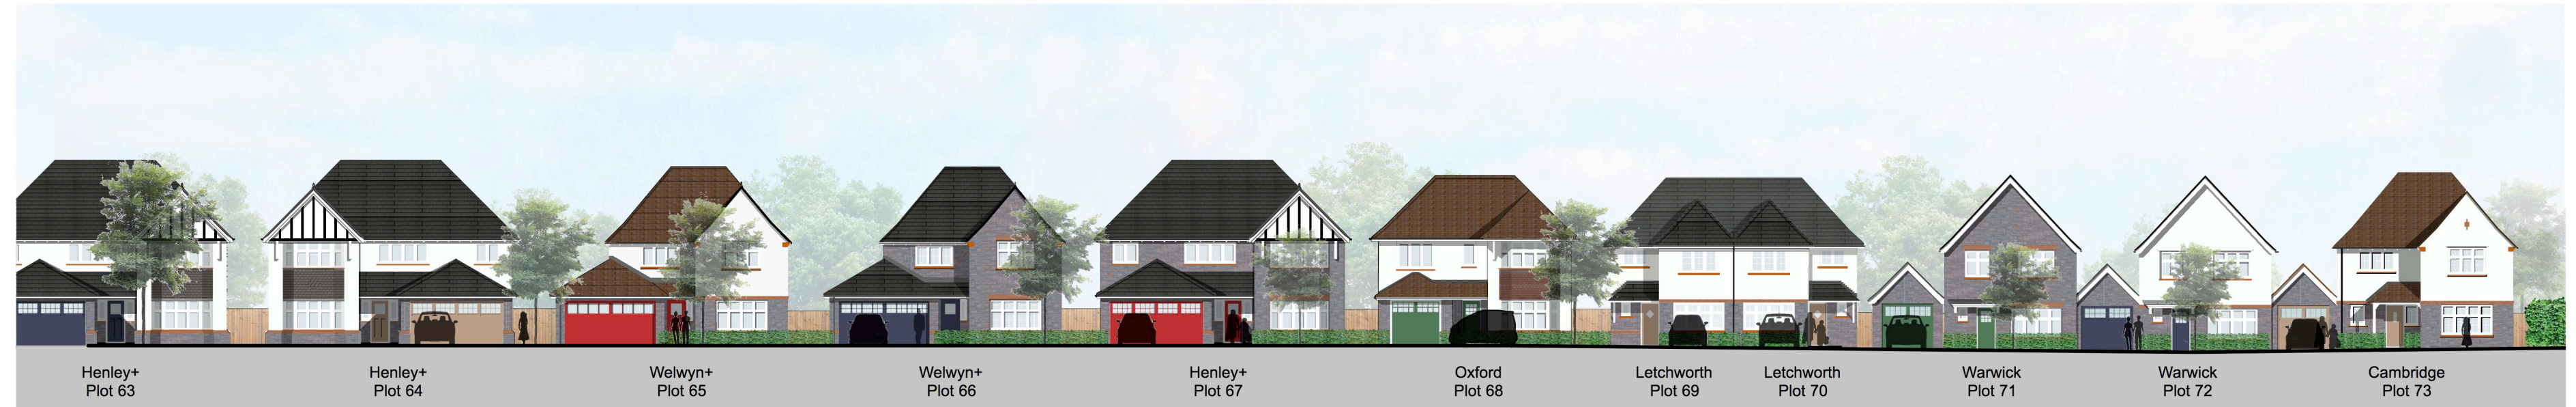 Henley+
Plot 63
Henley+
Plot 64
Welwyn+
Plot 65
Welwyn+
Plot 66
Henley+
Plot 67
Oxford
Plot 68
Letchworth
Plot 69
Letchworth
Plot 70
Warwick
Plot 71
Warwick
Plot 72
Cambridge
Plot 73